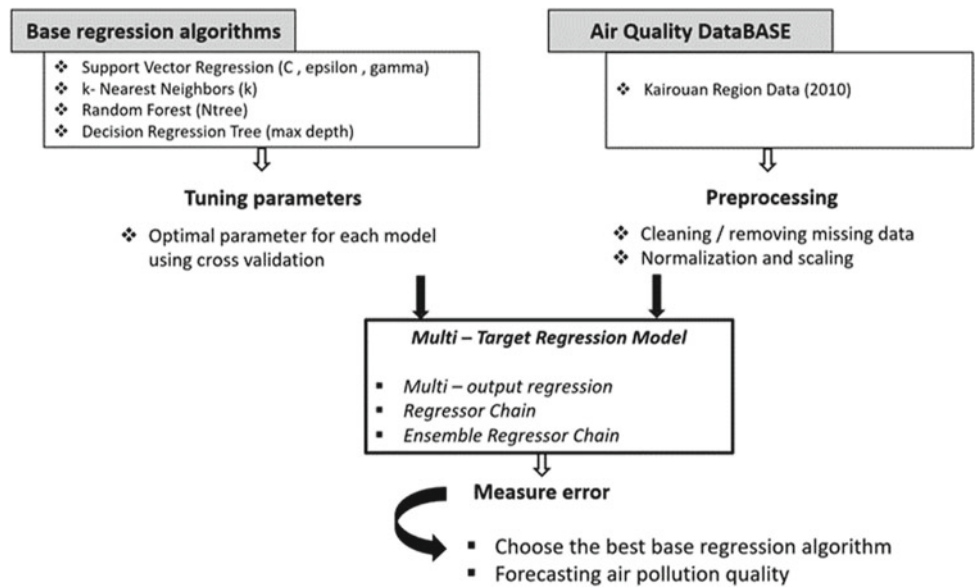 Base regression algorithms
❖ Support Vector Regression (C , epsilon , gamma)
❖ k- Nearest Neighbors (k)
❖ Random Forest (Ntree)
❖ Decision Regression Tree (max depth)
Tuning parameters
❖ Optimal parameter for each model
using cross validation
Air Quality DataBASE
❖ Kairouan Region Data (2010)
Preprocessing
❖ Cleaning / removing missing data
❖ Normalization and scaling
Multi – Target Regression Model
▪ Multi – output regression
▪ Regressor Chain
▪ Ensemble Regressor Chain
Measure error
▪ Choose the best base regression algorithm
▪ Forecasting air pollution quality